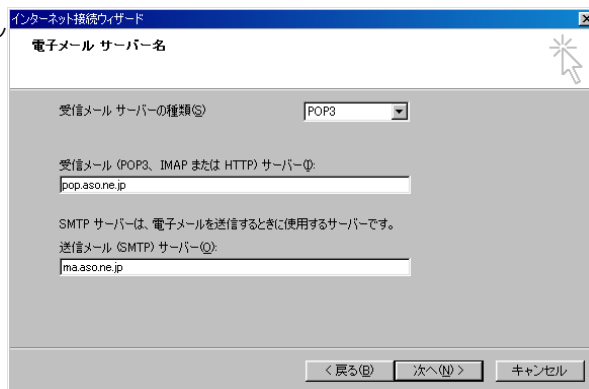 インターネット接続ウィザード
電子メール サーバー名
受信メール サーバーの種類(S)
POP3
受信メール (POP3、IMAP または HTTP) サーバー(I):
pop.aso.ne.jp
SMTP サーバーは、電子メールを送信するときに使用するサーバーです。
送信メール (SMTP) サーバー(O):
ma.aso.ne.jp
< 戻る(B)
次へ(N) >
キャンセル